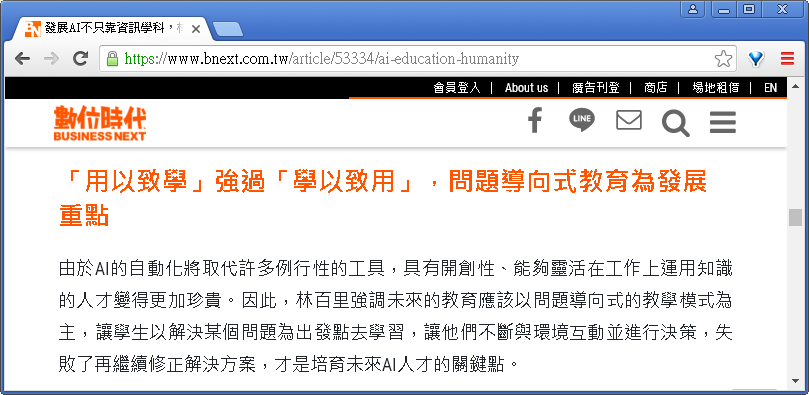 發展AI不只靠資訊學科，
https://www.bnext.com.tw/article/53334/ai-education-humanity
會員登入 | About us | 廣告刊登 | 商店 | 場地租借 | EN
數位時代
BUSINESS NEXT
LINE
「用以致學」強過「學以致用」，問題導向式教育為發展
重點
由於AI的自動化將取代許多例行性的工具，具有開創性、能夠靈活在工作上運用知識
的人才變得更加珍貴。因此，林百里強調未來的教育應該以問題導向式的教學模式為
主，讓學生以解決某個問題為出發點去學習，讓他們不斷與環境互動並進行決策，失
敗了再繼續修正解決方案，才是培育未來AI人才的關鍵點。